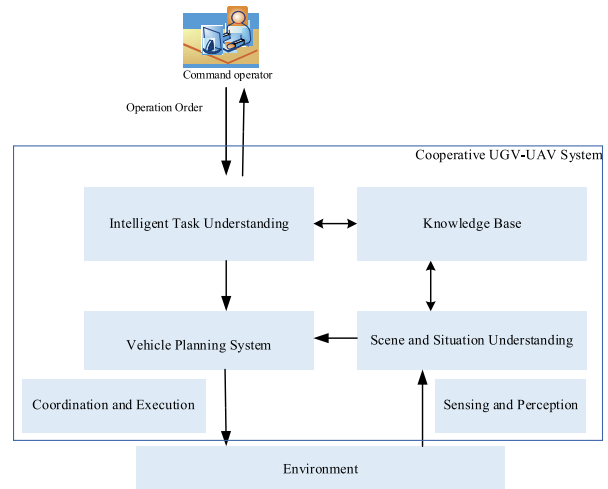 Command operator
Operation Order
Cooperative UGV-UAV System
Intelligent Task Understanding
Knowledge Base
Vehicle Planning System
Scene and Situation Understanding
Coordination and Execution
Sensing and Perception
Environment